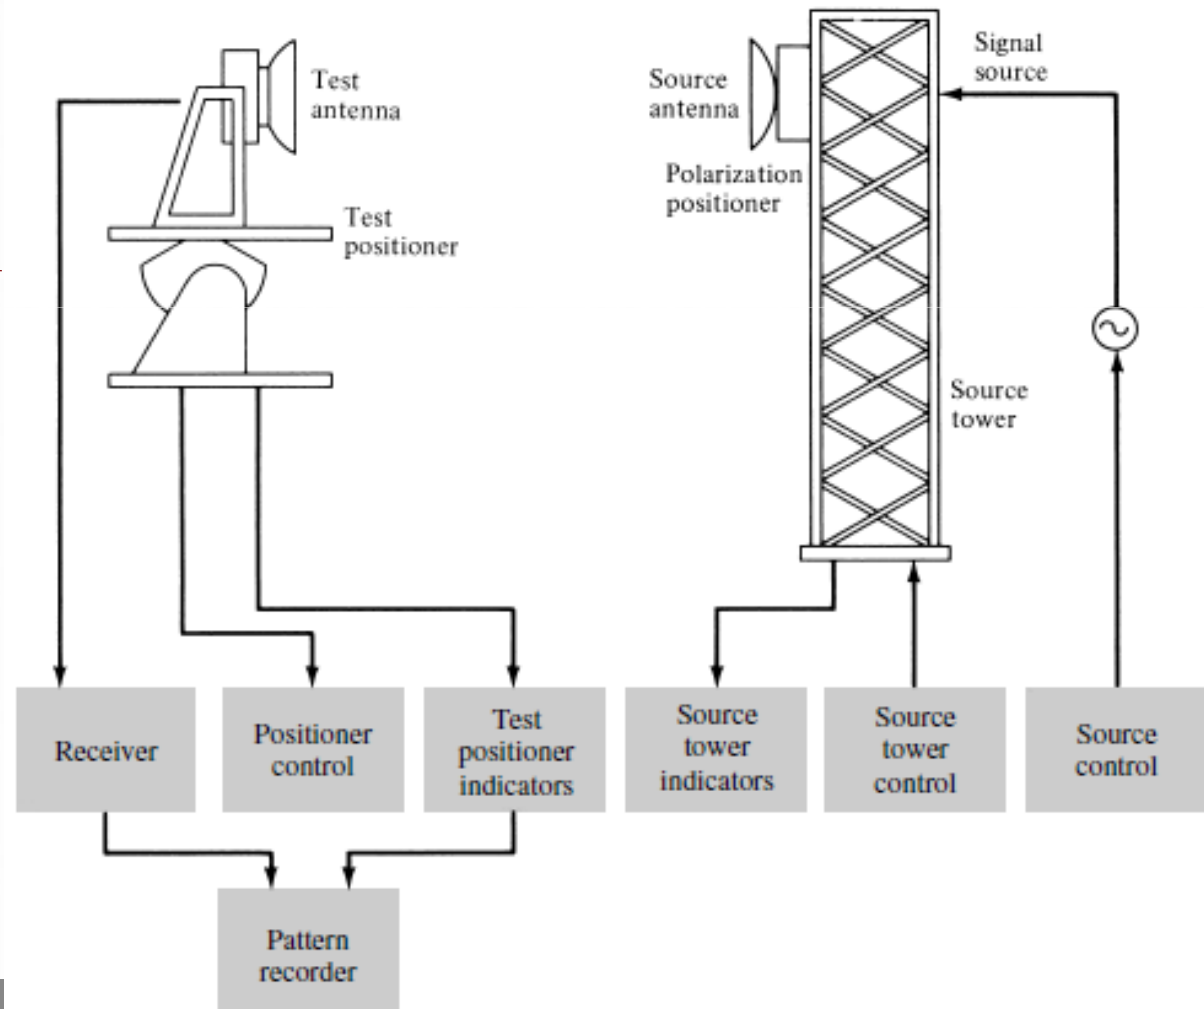 Test
antenna
Test
positioner
Source
antenna
Polarization
positioner
Signal
source
Source
tower
Receiver
Positioner
control
Test
positioner
indicators
Source
tower
indicators
Source
tower
control
Source
control
Pattern
recorder